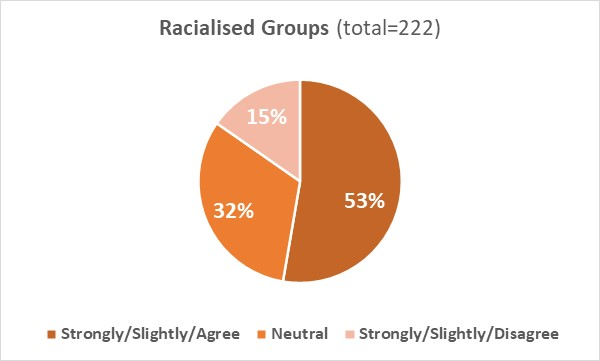 Racialised Groups (total=222)
15%
53%
32%
Strongly/Slightly/Agree Neutral Strongly/Slightly/Disagree